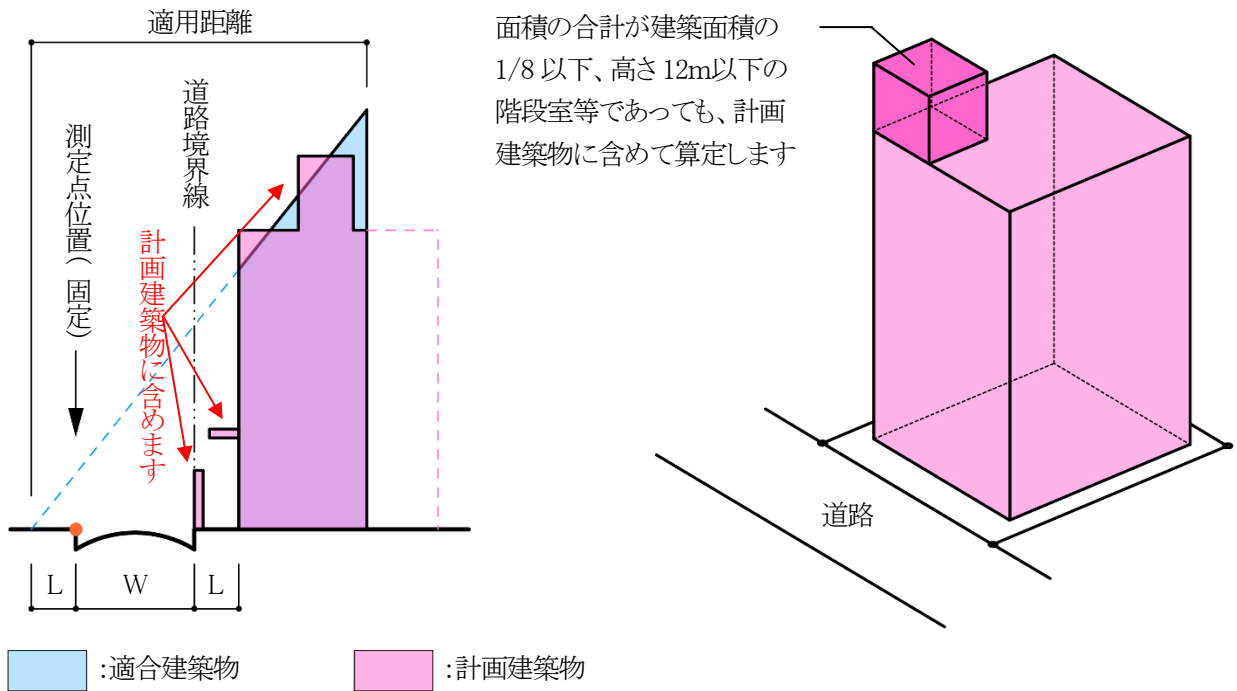 適用距離
道路境界線
測定点位置(固定)
計画建築物に含めます
L
W
L
:適合建築物
:計画建築物
面積の合計が建築面積の
1/8 以下、高さ 12m以下の
階段室等であっても、計画
建築物に含めて算定します
道路